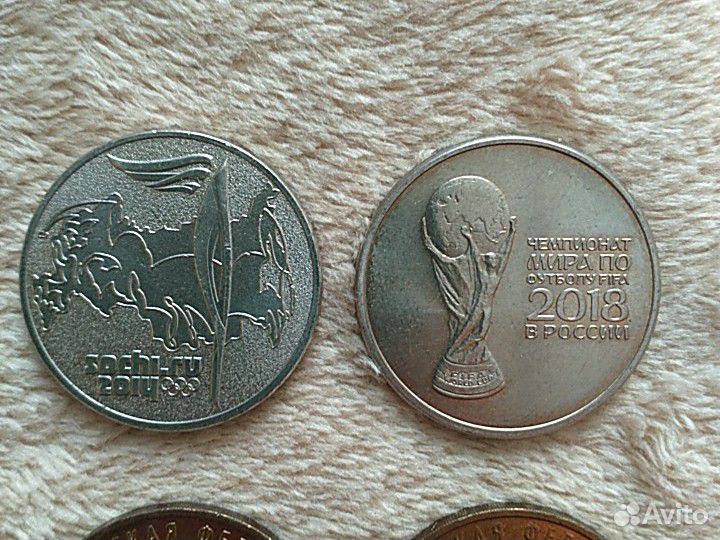 sochi.ru
2014
ЧЕМПИОНАТ
МИРА ПО
ФУТБОЛУ FIFA
2018
В РОССИИ
Avito